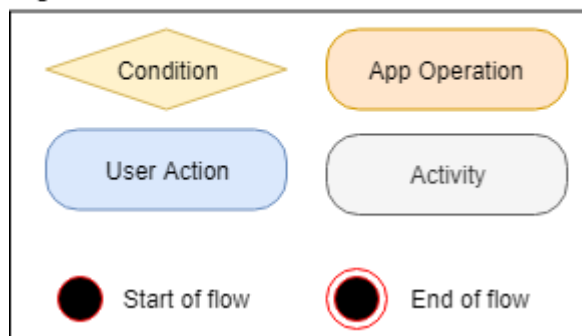 Condition
App Operation
User Action
Activity
Start of flow
End of flow